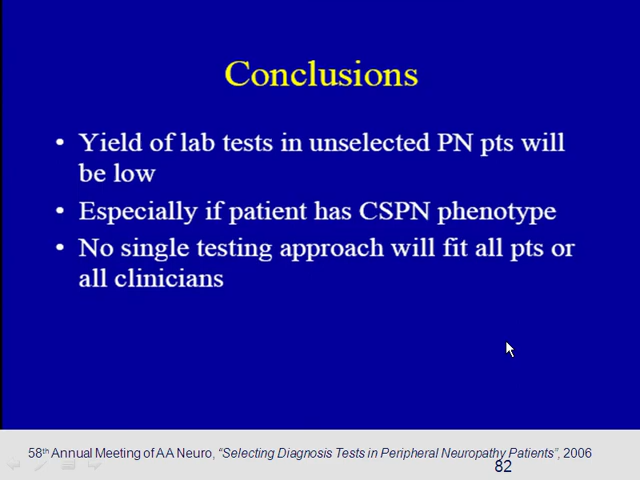 Conclusions
• Yield of lab tests in unselected PN pts will
be low
• Especially if patient has CSPN phenotype
• No single testing approach will fit all pts or
all clinicians
58th Annual Meeting of AA Neuro, “Selecting Diagnosis Tests in Peripheral Neuropathy Patients”, 2006
82